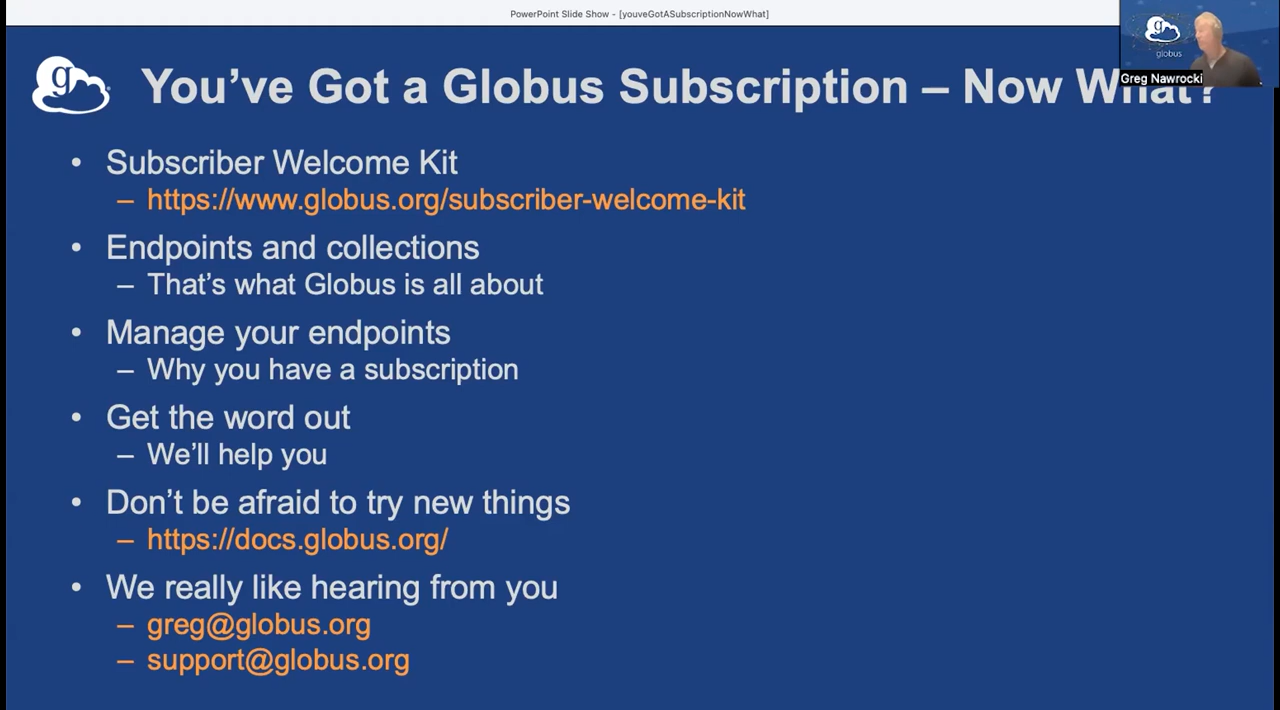 PowerPoint Slide Show - [youveGotASubscriptionNowWhat]
g
globus
Greg Nawrocki
You've Got a Globus Subscription – Now What?
• Subscriber Welcome Kit
– https://www.globus.org/subscriber-welcome-kit
• Endpoints and collections
– That's what Globus is all about
• Manage your endpoints
– Why you have a subscription
• Get the word out
– We'll help you
• Don't be afraid to try new things
– https://docs.globus.org/
• We really like hearing from you
– greg@globus.org
– support@globus.org